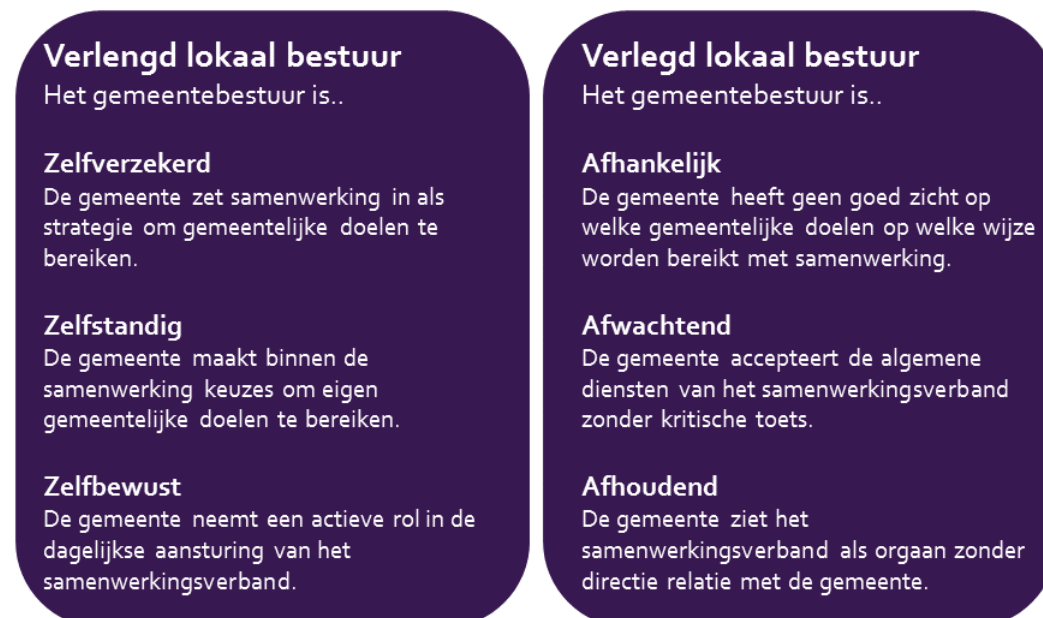 Verlengd lokaal bestuur
Het gemeentebestuur is..
Zelfverzekerd
De gemeente zet samenwerking in als
strategie om gemeentelijke doelen te
bereiken.
Zelfstandig
De gemeente maakt binnen de
samenwerking keuzes om eigen
gemeentelijke doelen te bereiken.
Zelfbewust
De gemeente neemt een actieve rol in de
dagelijkse aansturing van het
samenwerkingsverband.
Verlegd lokaal bestuur
Het gemeentebestuur is..
Afhankelijk
De gemeente heeft geen goed zicht op
welke gemeentelijke doelen op welke wijze
worden bereikt met samenwerking.
Afwachtend
De gemeente accepteert de algemene
diensten van het samenwerkingsverband
zonder kritische toets.
Afhoudend
De gemeente ziet het
samenwerkingsverband als orgaan zonder
directie relatie met de gemeente.